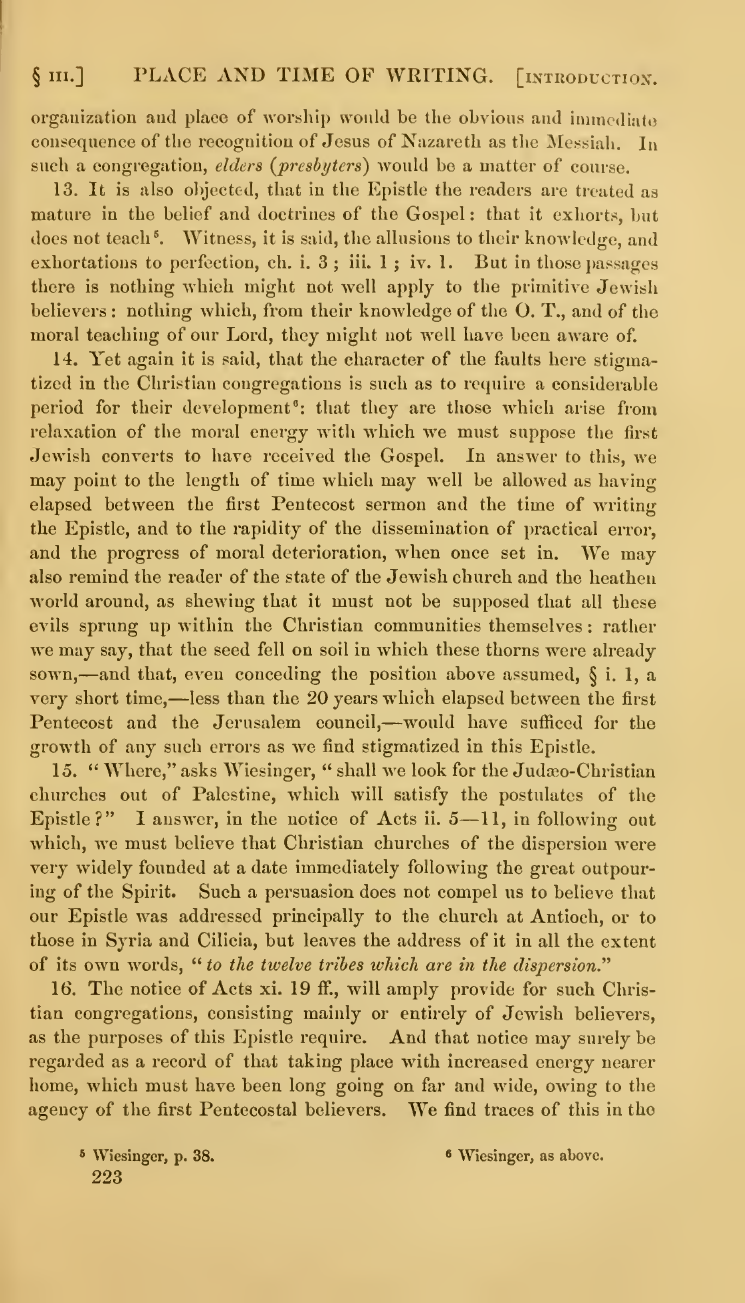 § III.] PLACE AND TIME OF WRITING. [INTRODUCTION.
organization and place of worship would be the obvious and immediate
consequence of the recognition of Jesus of Nazareth as the Messiah. In
such a congregation, elders (presbyters) would be a matter of course.
13. It is also objected, that in the Epistle the readers are treated as
mature in the belief and doctrines of the Gospel: that it exhorts, but
does not teach⁵. Witness, it is said, the allusions to their knowledge, and
exhortations to perfection, ch. i. 3; iii. 1; iv. 1. But in those passages
there is nothing which might not well apply to the primitive Jewish
believers: nothing which, from their knowledge of the O. T., and of the
moral teaching of our Lord, they might not well have been aware of.
14. Yet again it is said, that the character of the faults here stigma-
tized in the Christian congregations is such as to require a considerable
period for their development⁶: that they are those which arise from
relaxation of the moral energy with which we must suppose the first
Jewish converts to have received the Gospel. In answer to this, we
may point to the length of time which may well be allowed as having
elapsed between the first Pentecost sermon and the time of writing
the Epistle, and to the rapidity of the dissemination of practical error,
and the progress of moral deterioration, when once set in. We may
also remind the reader of the state of the Jewish church and the heathen
world around, as shewing that it must not be supposed that all these
evils sprung up within the Christian communities themselves: rather
we may say, that the seed fell on soil in which these thorns were already
sown,—and that, even conceding the position above assumed, § i. 1, a
very short time,—less than the 20 years which elapsed between the first
Pentecost and the Jerusalem council,—would have sufficed for the
growth of any such errors as we find stigmatized in this Epistle.
15. “Where,” asks Wiesinger, “shall we look for the Judæo-Christian
churches out of Palestine, which will satisfy the postulates of the
Epistle?” I answer, in the notice of Acts ii. 5—11, in following out
which, we must believe that Christian churches of the dispersion were
very widely founded at a date immediately following the great outpour-
ing of the Spirit. Such a persuasion does not compel us to believe that
our Epistle was addressed principally to the church at Antioch, or to
those in Syria and Cilicia, but leaves the address of it in all the extent
of its own words, “to the twelve tribes which are in the dispersion.”
16. The notice of Acts xi. 19 ff., will amply provide for such Chris-
tian congregations, consisting mainly or entirely of Jewish believers,
as the purposes of this Epistle require. And that notice may surely be
regarded as a record of that taking place with increased energy nearer
home, which must have been long going on far and wide, owing to the
agency of the first Pentecostal believers. We find traces of this in the
⁵ Wiesinger, p. 38. ⁶ Wiesinger, as above.
223